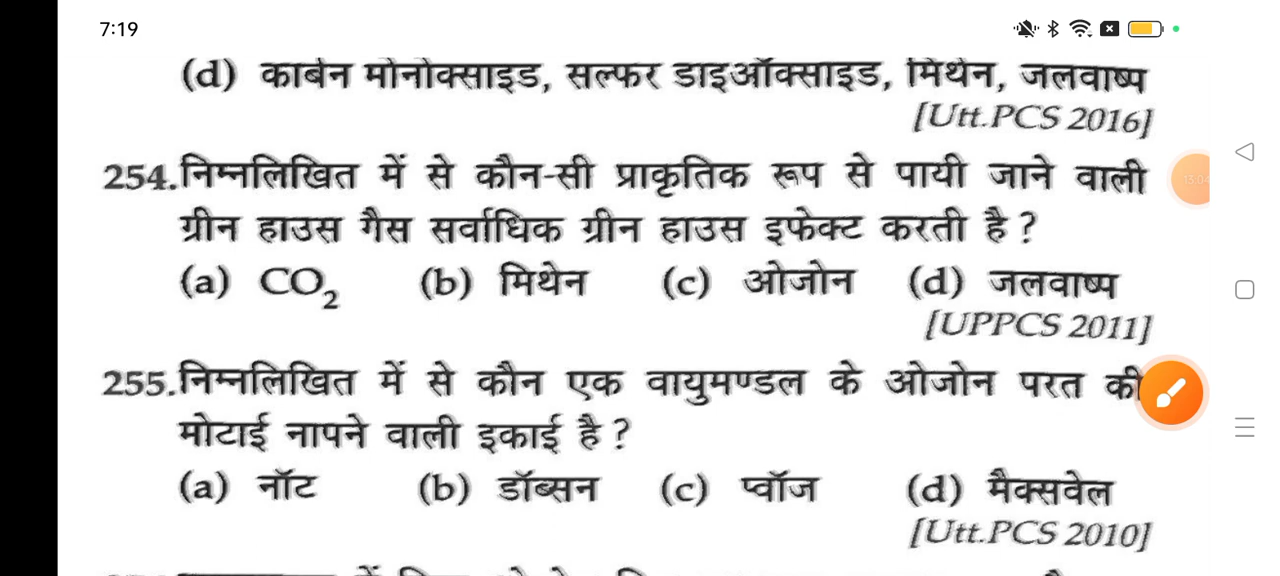 7:19
(d) कार्बन मोनोक्साइड, सल्फर डाइऑक्साइड, मिथेन, जलवाष्प
[Utt.PCS 2016]
254.निम्नलिखित में से कौन-सी प्राकृतिक रूप से पायी जाने वाली
13:04
ग्रीन हाउस गैस सर्वाधिक ग्रीन हाउस इफेक्ट करती है ?
(a) CO₂ (b) मिथेन (c) ओजोन (d) जलवाष्प
[UPPCS 2011]
255.निम्नलिखित में से कौन एक वायुमण्डल के ओजोन परत की
मोटाई नापने वाली इकाई है ?
(a) नॉट (b) डॉब्सन (c) प्वॉज (d) मैक्सवेल
[Utt.PCS 2010]